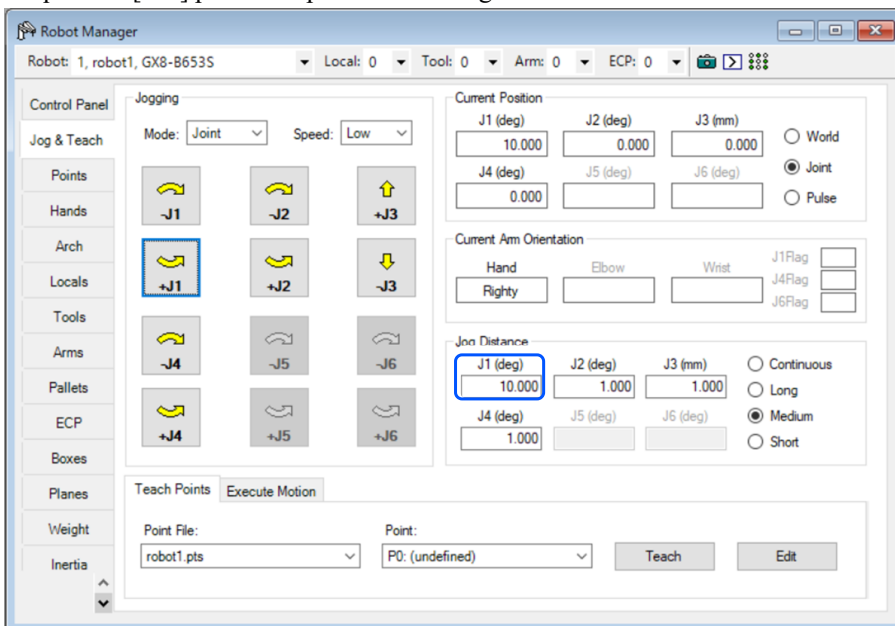 Robot Manager
Robot: 1, robot1, GX8-B653S Local: 0 Tool: 0 Arm: 0 ECP: 0
Control Panel
Jog & Teach
Points
Hands
Arch
Locals
Tools
Arms
Pallets
ECP
Boxes
Planes
Weight
Inertia
Jogging
Mode: Joint Speed: Low
-J1 -J2 +J3
+J1 +J2 -J3
-J4 -J5 -J6
+J4 +J5 +J6
Current Position
J1 (deg) J2 (deg) J3 (mm)
10.000 0.000 0.000
J4 (deg) J5 (deg) J6 (deg)
0.000
World
Joint
Pulse
Current Arm Orientation
Hand Elbow Wrist
Righty
J1Flag
J4Flag
J6Flag
Jog Distance
J1 (deg) J2 (deg) J3 (mm)
10.000 1.000 1.000
J4 (deg) J5 (deg) J6 (deg)
1.000
Continuous
Long
Medium
Short
Teach Points Execute Motion
Point File: Point:
robot1.pts P0: (undefined) Teach Edit